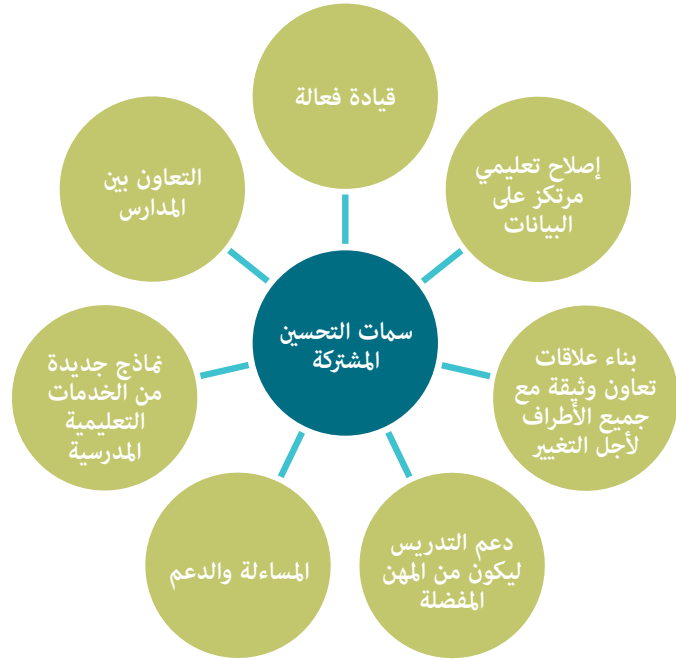 قيادة فعالة
إصلاح تعليمي
مرتكز على
البيانات
بناء علاقات
تعاون وثيقة مع
جميع الأطراف
لأجل التغيير
دعم التدريس
ليكون من المهن
المفضلة
المساءلة والدعم
نماذج جديدة
من الخدمات
التعليمية
المدرسية
التعاون بين
المدارس
سمات التحسين
المشتركة